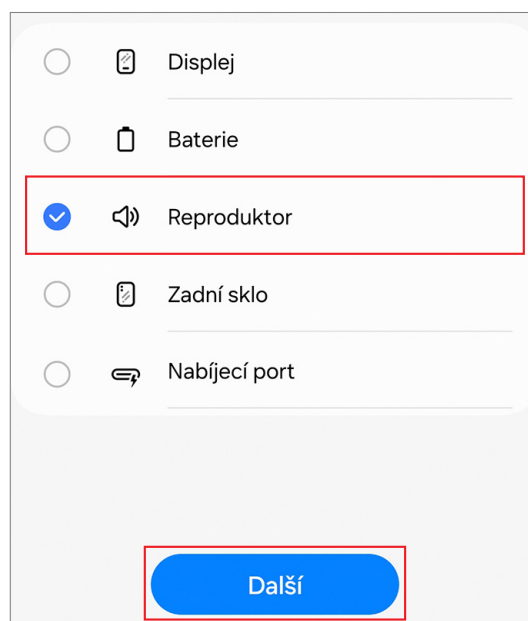 Displej
Baterie
Reproduktor
Zadní sklo
Nabíjecí port
Další